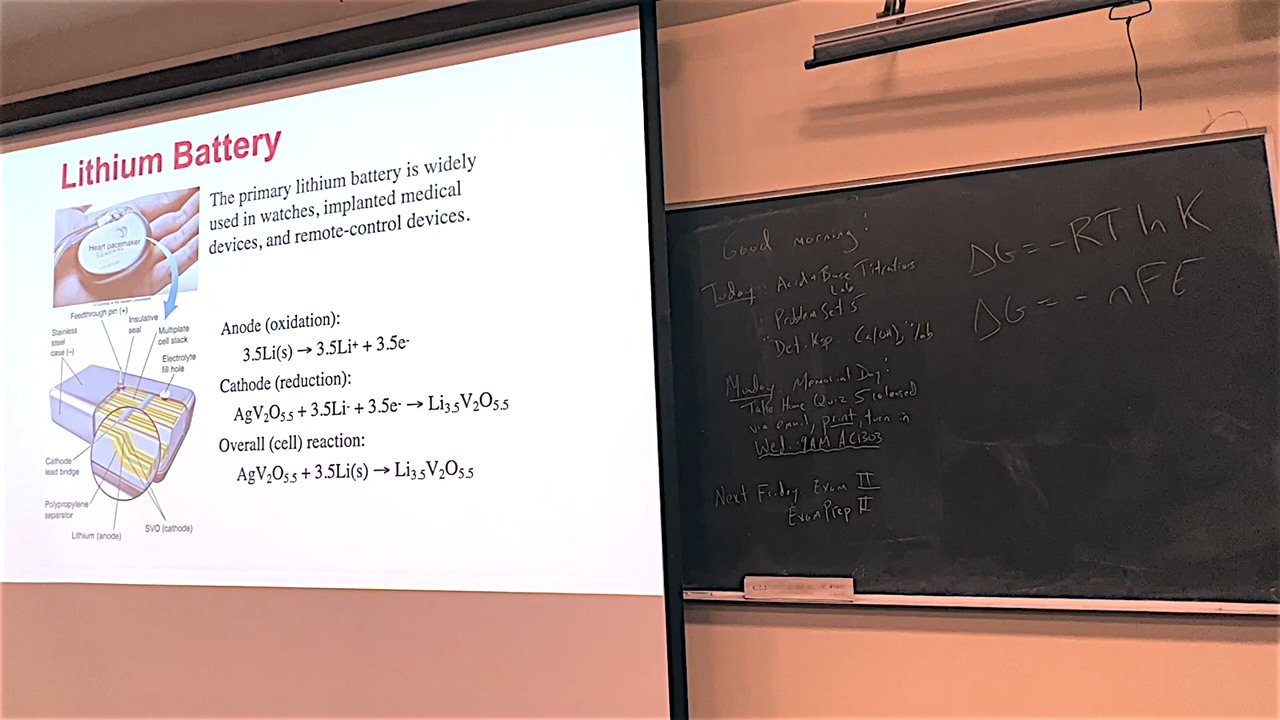 Lithium Battery
The primary lithium battery is widely
used in watches, implanted medical
devices, and remote-control devices.
Heart pacemaker
Feedthrough pin (+)
Stainless
steel
case (–)
Insulative
seal
Multiplate
cell stack
Electrolyte
fill hole
Cathode
lead bridge
Polypropylene
separator
Lithium (anode)
SVO (cathode)
Anode (oxidation):
3.5Li(s) → 3.5Li⁺ + 3.5e⁻
Cathode (reduction):
AgV₂O₅.₅ + 3.5Li⁻ + 3.5e⁻ → Li₃.₅V₂O₅.₅
Overall (cell) reaction:
AgV₂O₅.₅ + 3.5Li(s) → Li₃.₅V₂O₅.₅
Good morning!
Today: Acid + Base Titrations
Lab
Problem Set 5
"Det. Ksp. Ca(OH)₂" lab
Monday, Memorial Day!
Take Home Quiz 5 released
via email, print, turn in
Wed. 9AM AC1303
Next Friday. Exam II
Exam Prep II
ΔG = -RT ln K
ΔG = - nFE